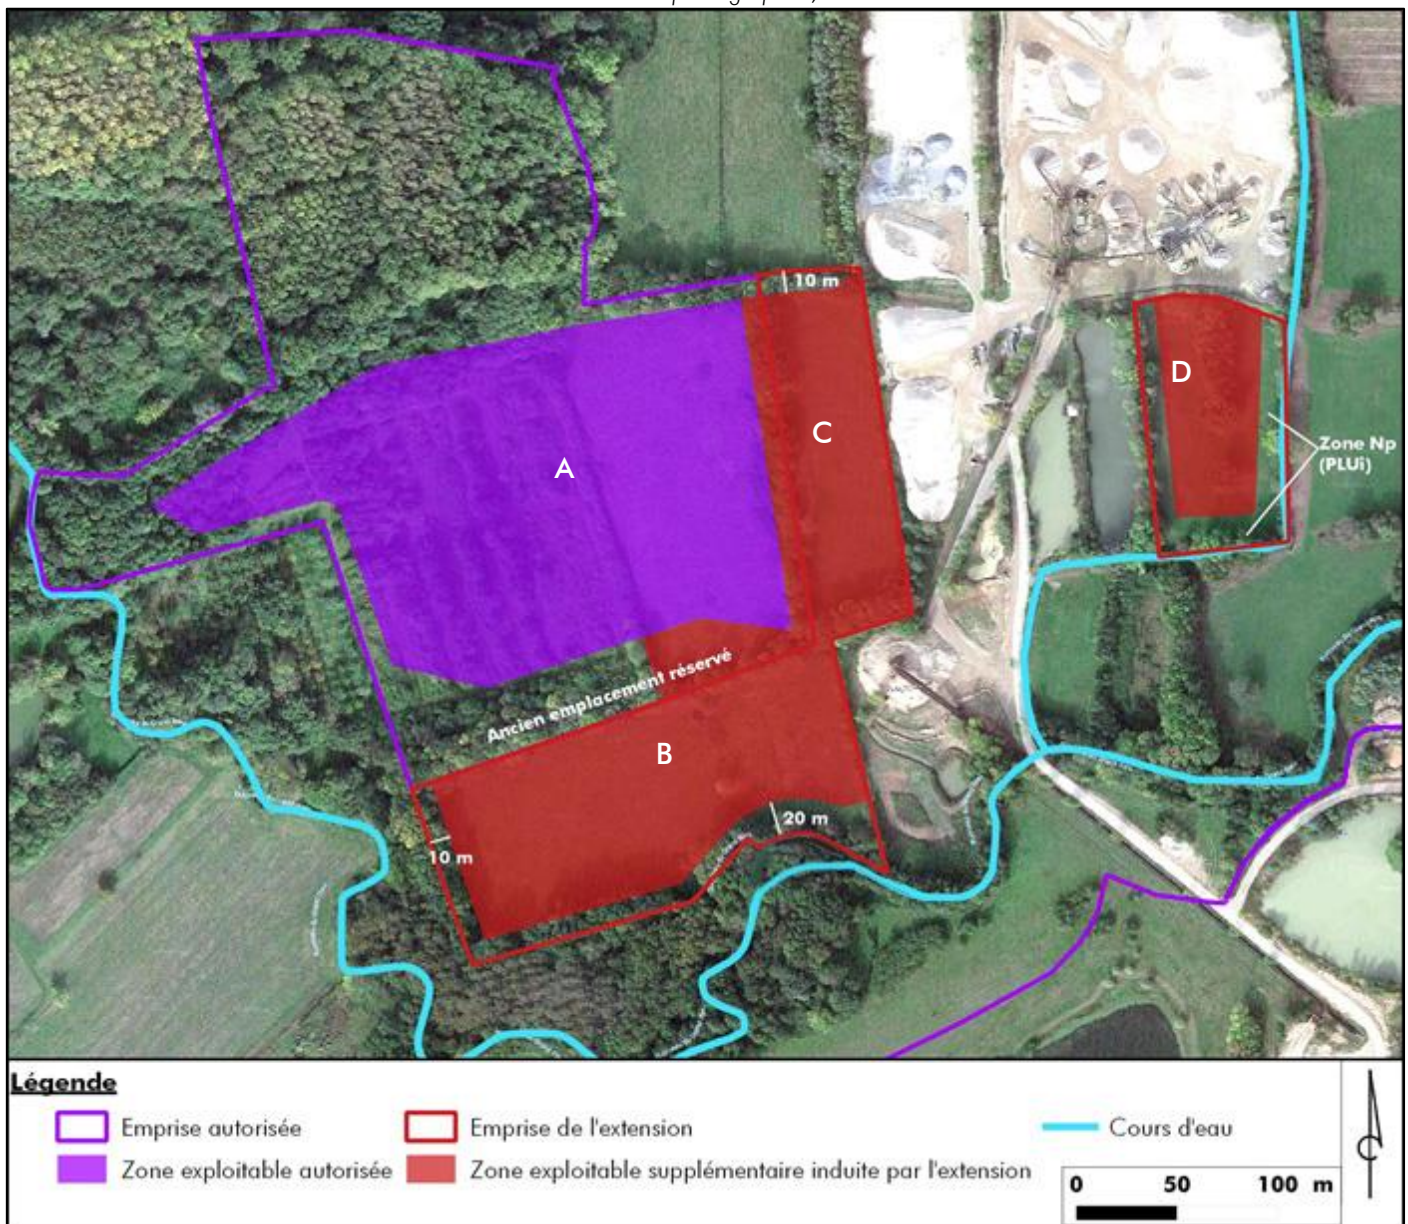 10 m
C
D
A
Zone Np
(PLUi)
Ancien emplacement réservé
B
20 m
10 m
Légende
Emprise autorisée
Emprise de l'extension
Cours d'eau
Zone exploitable autorisée
Zone exploitable supplémentaire induite par l'extension
0 50 100 m